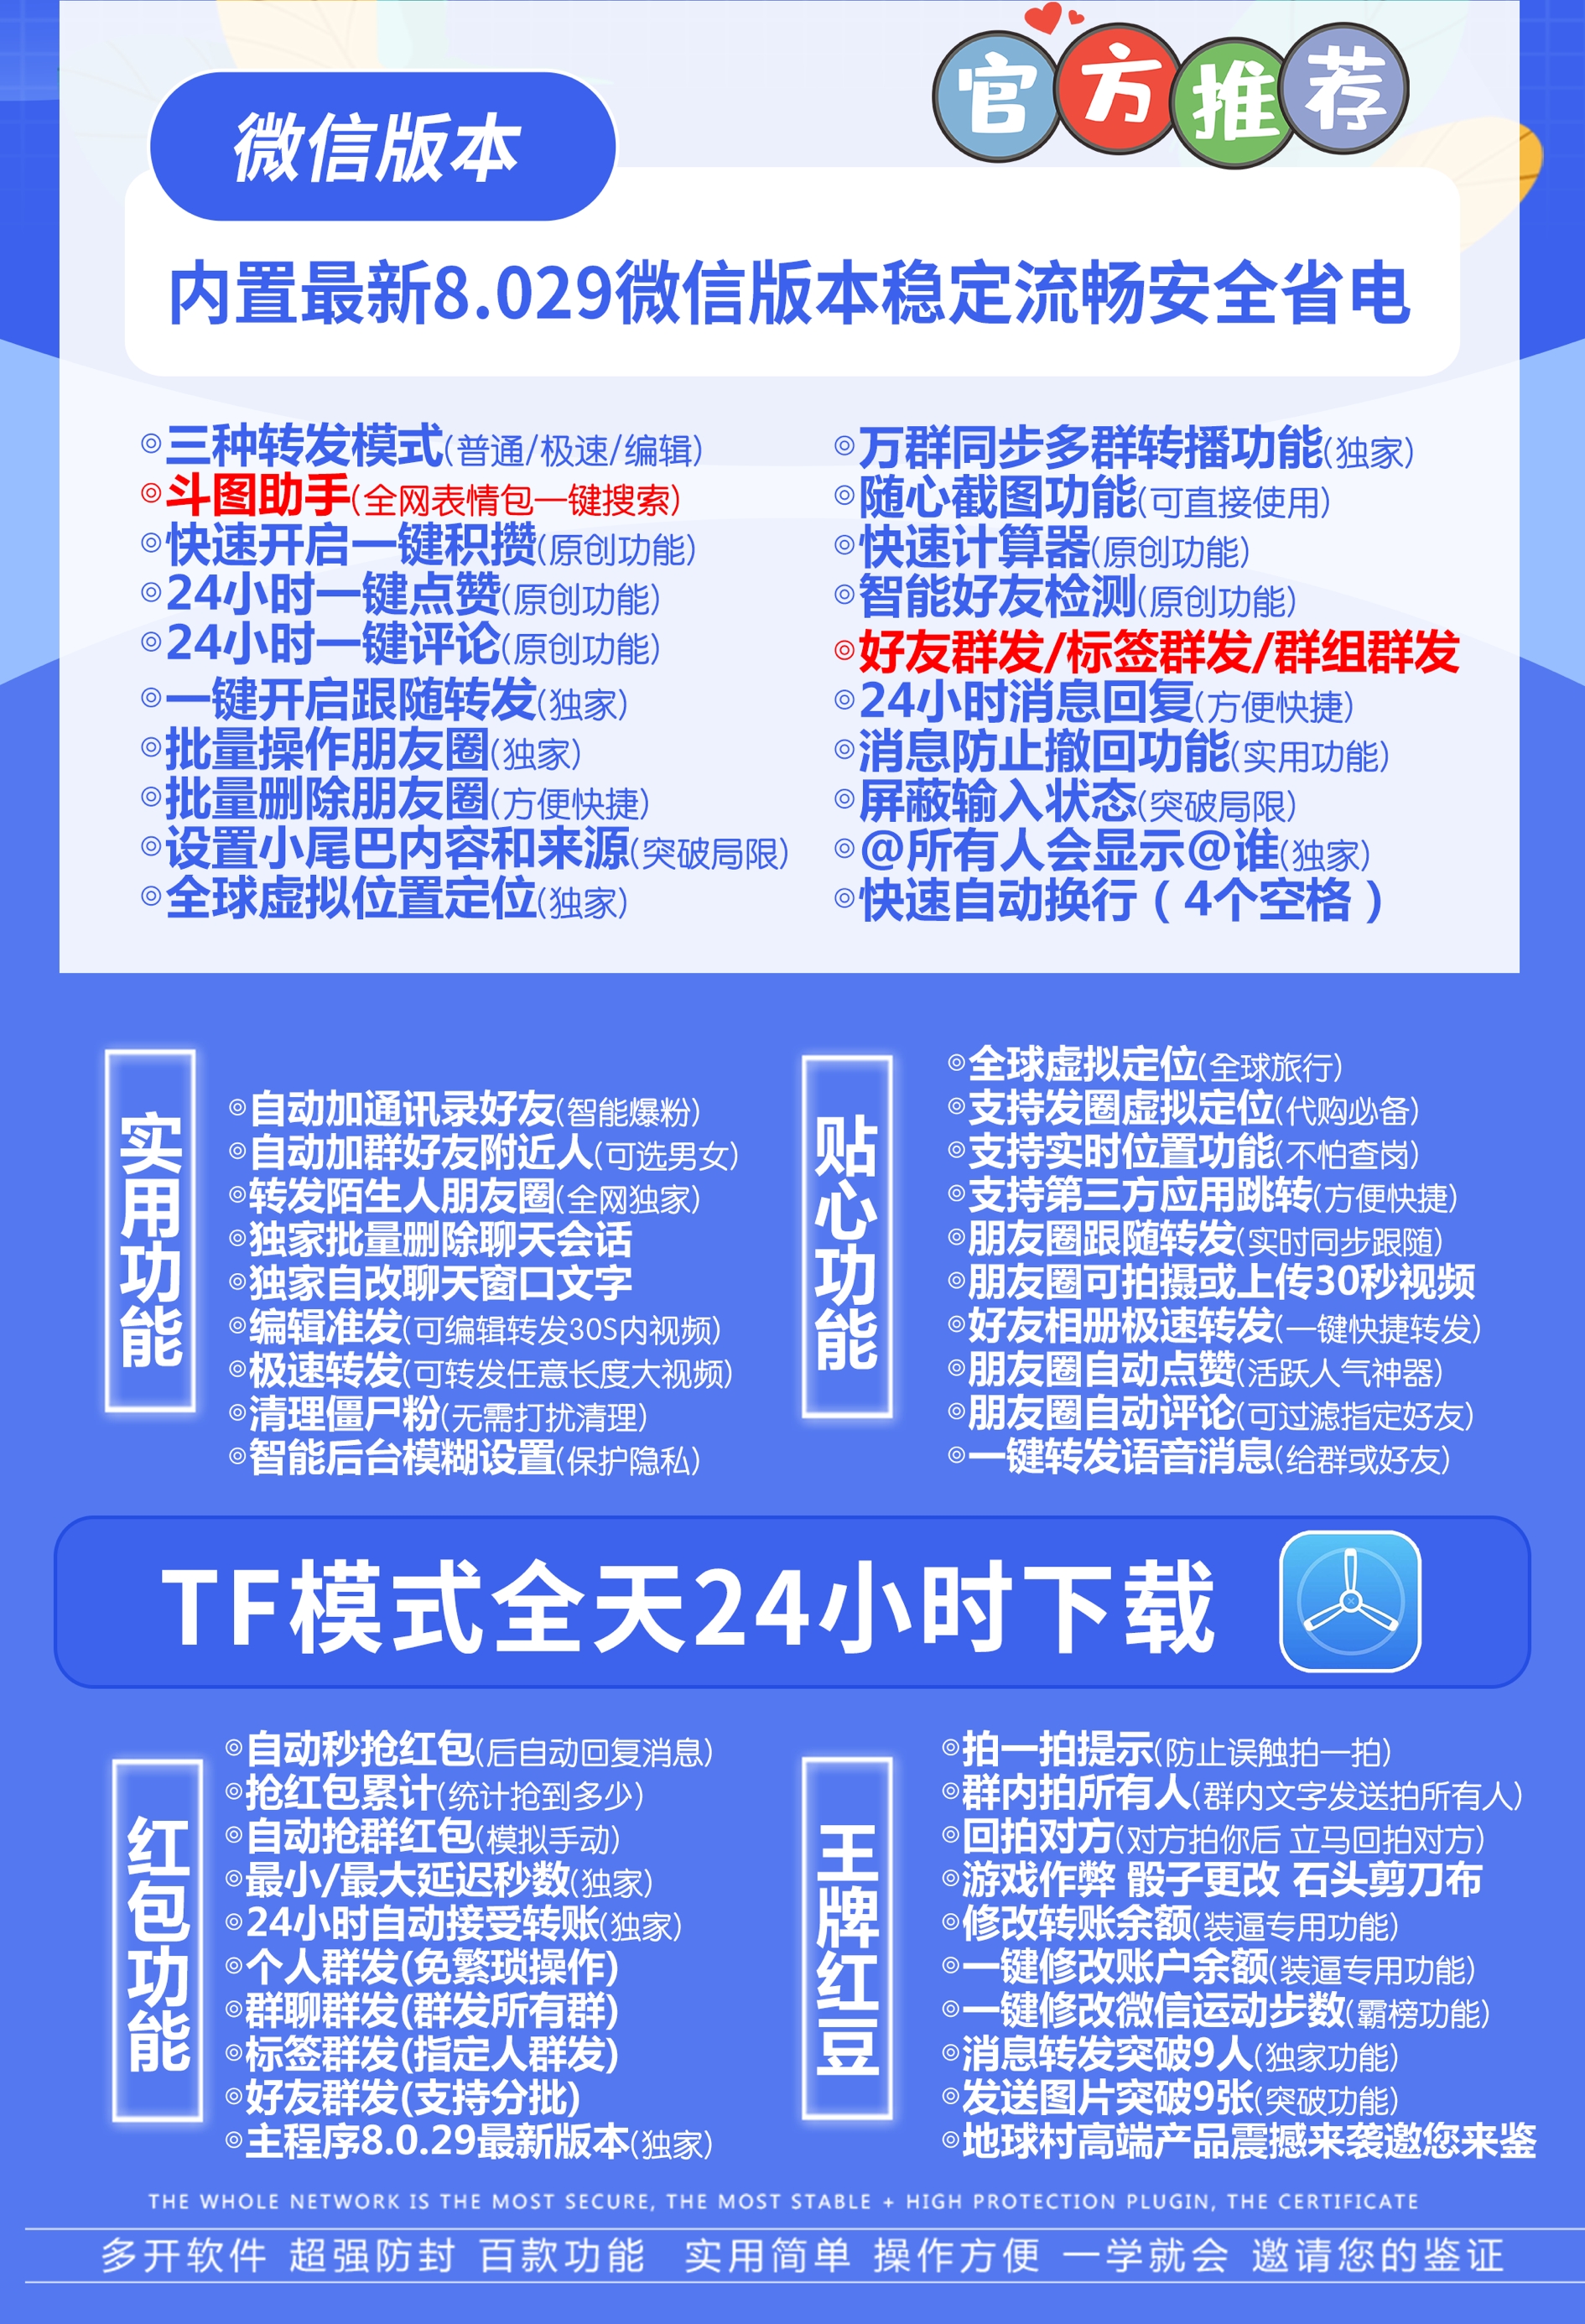 官方推荐
微信版本
内置最新8.029微信版本稳定流畅安全省电
◎三种转发模式(普通/极速/编辑)
◎斗图助手(全网表情包一键搜索)
◎快速开启一键积攒(原创功能)
◎24小时一键点赞(原创功能)
◎24小时一键评论(原创功能)
◎一键开启跟随转发(独家)
◎批量操作朋友圈(独家)
◎批量删除朋友圈(方便快捷)
◎设置小尾巴内容和来源(突破局限)
◎全球虚拟位置定位(独家)
◎万群同步多群转播功能(独家)
◎随心截图功能(可直接使用)
◎快速计算器(原创功能)
◎智能好友检测(原创功能)
◎好友群发/标签群发/群组群发
◎24小时消息回复(方便快捷)
◎消息防止撤回功能(实用功能)
◎屏蔽输入状态(突破局限)
◎@所有人会显示@谁(独家)
◎快速自动换行（4个空格）
实用功能
◎自动加通讯录好友(智能爆粉)
◎自动加群好友附近人(可选男女)
◎转发陌生人朋友圈(全网独家)
◎独家批量删除聊天会话
◎独家自改聊天窗口文字
◎编辑准发(可编辑转发30S内视频)
◎极速转发(可转发任意长度大视频)
◎清理僵尸粉(无需打扰清理)
◎智能后台模糊设置(保护隐私)
贴心功能
◎全球虚拟定位(全球旅行)
◎支持发圈虚拟定位(代购必备)
◎支持实时位置功能(不怕查岗)
◎支持第三方应用跳转(方便快捷)
◎朋友圈跟随转发(实时同步跟随)
◎朋友圈可拍摄或上传30秒视频
◎好友相册极速转发(一键快捷转发)
◎朋友圈自动点赞(活跃人气神器)
◎朋友圈自动评论(可过滤指定好友)
◎一键转发语音消息(给群或好友)
TF模式全天24小时下载
红包功能
◎自动秒抢红包(后自动回复消息)
◎抢红包累计(统计抢到多少)
◎自动抢群红包(模拟手动)
◎最小/最大延迟秒数(独家)
◎24小时自动接受转账(独家)
◎个人群发(免繁琐操作)
◎群聊群发(群发所有群)
◎标签群发(指定人群发)
◎好友群发(支持分批)
◎主程序8.0.29最新版本(独家)
王牌红豆
◎拍一拍提示(防止误触拍一拍)
◎群内拍所有人(群内文字发送拍所有人)
◎回拍对方(对方拍你后 立马回拍对方)
◎游戏作弊 骰子更改 石头剪刀布
◎修改转账余额(装逼专用功能)
◎一键修改账户余额(装逼专用功能)
◎一键修改微信运动步数(霸榜功能)
◎消息转发突破9人(独家功能)
◎发送图片突破9张(突破功能)
◎地球村高端产品震撼来袭邀您来鉴
THE WHOLE NETWORK IS THE MOST SECURE, THE MOST STABLE + HIGH PROTECTION PLUGIN, THE CERTIFICATE
多开软件 超强防封 百款功能 实用简单 操作方便 一学就会 邀请您的鉴证